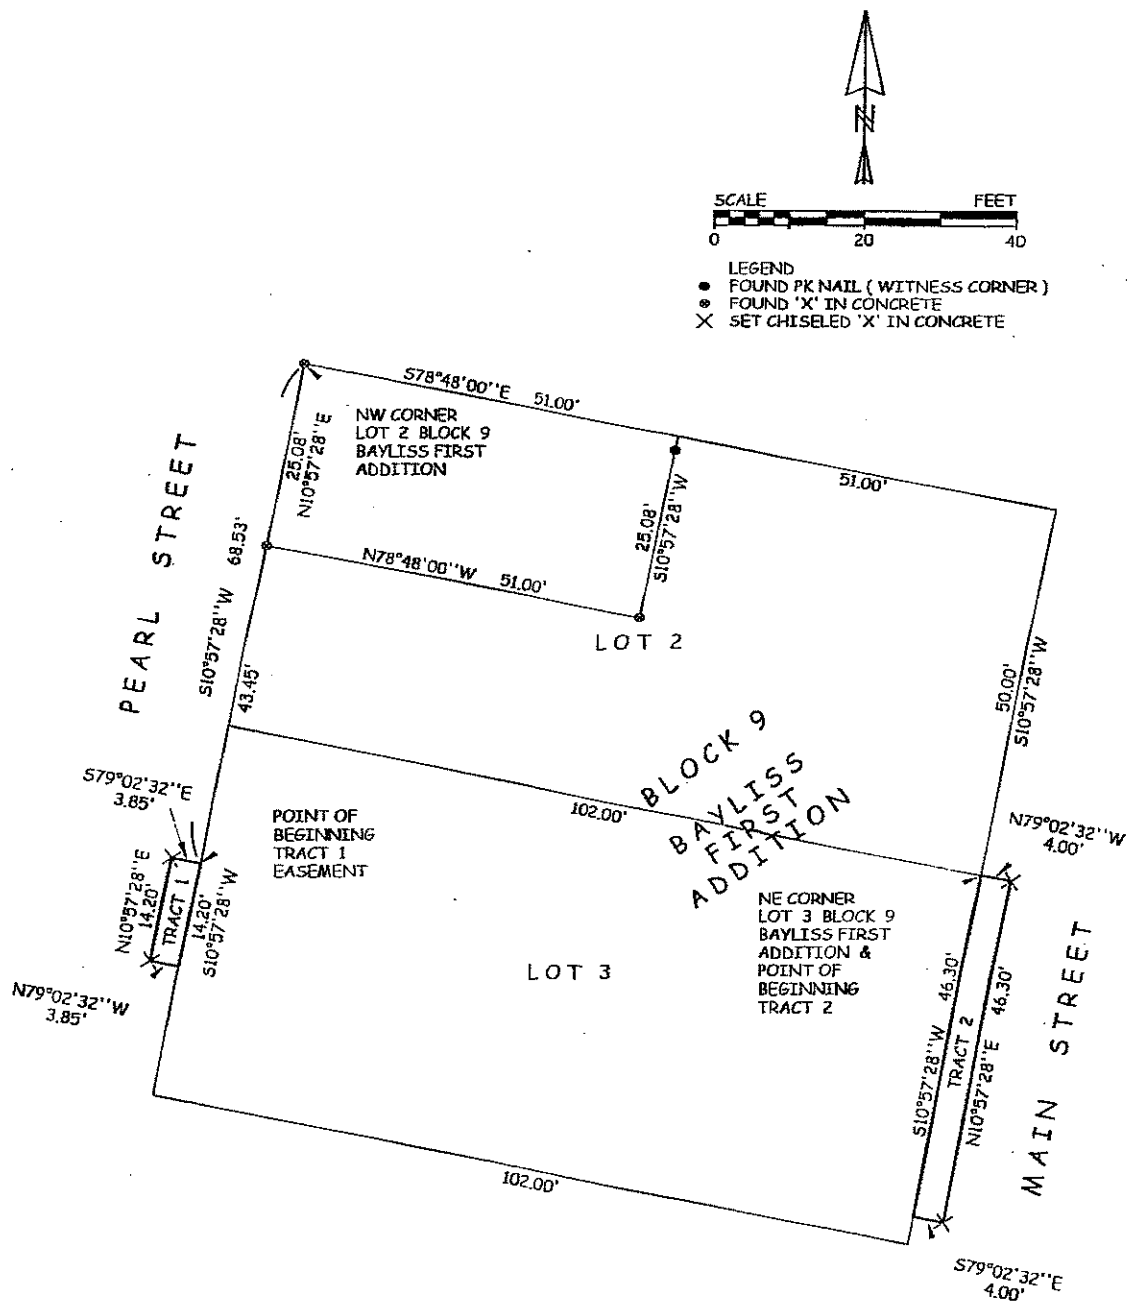 N
SCALE FEET
0 20 40
LEGEND
FOUND PK NAIL ( WITNESS CORNER )
FOUND 'X' IN CONCRETE
SET CHISELED 'X' IN CONCRETE
S78°48'00''E 51.00'
51.00'
NW CORNER
LOT 2 BLOCK 9
BAYLISS FIRST
ADDITION
25.08'
N10°57'28''E
25.08'
S10°57'28''W
N78°48'00''W 51.00'
LOT 2
PEARL STREET
S10°57'28''W 68.53'
43.45'
50.00'
S10°57'28''W
BLOCK 9
BAYLISS
FIRST
ADDITION
102.00'
S79°02'32''E
3.85'
POINT OF
BEGINNING
TRACT 1
EASEMENT
N10°57'28''E
14.20'
TRACT 1
14.20'
S10°57'28''W
N79°02'32''W
3.85'
N79°02'32''W
4.00'
NE CORNER
LOT 3 BLOCK 9
BAYLISS FIRST
ADDITION &
POINT OF
BEGINNING
TRACT 2
LOT 3
S10°57'28''W 46.30'
TRACT 2
N10°57'28''E 46.30'
MAIN STREET
102.00'
S79°02'32''E
4.00'